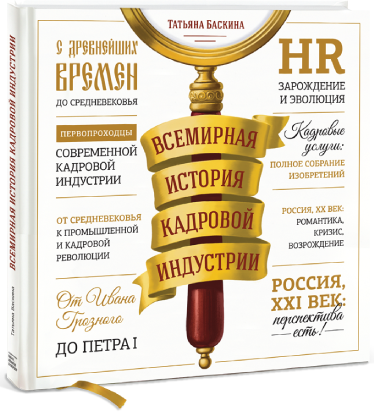 Татьяна Баскина
С ДРЕВНЕЙШИХ
ВРЕМЕН
ДО СРЕДНЕВЕКОВЬЯ
ПЕРВОПРОХОДЦЫ
СОВРЕМЕННОЙ
КАДРОВОЙ
ИНДУСТРИИ
ОТ СРЕДНЕВЕКОВЬЯ
К ПРОМЫШЛЕННОЙ
И КАДРОВОЙ
РЕВОЛЮЦИИ
От Ивана
Грозного
ДО ПЕТРА I
ВСЕМИРНАЯ
ИСТОРИЯ
КАДРОВОЙ
ИНДУСТРИИ
HR
ЗАРОЖДЕНИЕ
И ЭВОЛЮЦИЯ
Кадровые
услуги:
ПОЛНОЕ СОБРАНИЕ
ИЗОБРЕТЕНИЙ
РОССИЯ, XX ВЕК:
РОМАНТИКА,
КРИЗИС,
ВОЗРОЖДЕНИЕ
РОССИЯ,
XXI ВЕК:
перспектива
есть!
ВСЕМИРНАЯ ИСТОРИЯ КАДРОВОЙ ИНДУСТРИИ
Татьяна Баскина